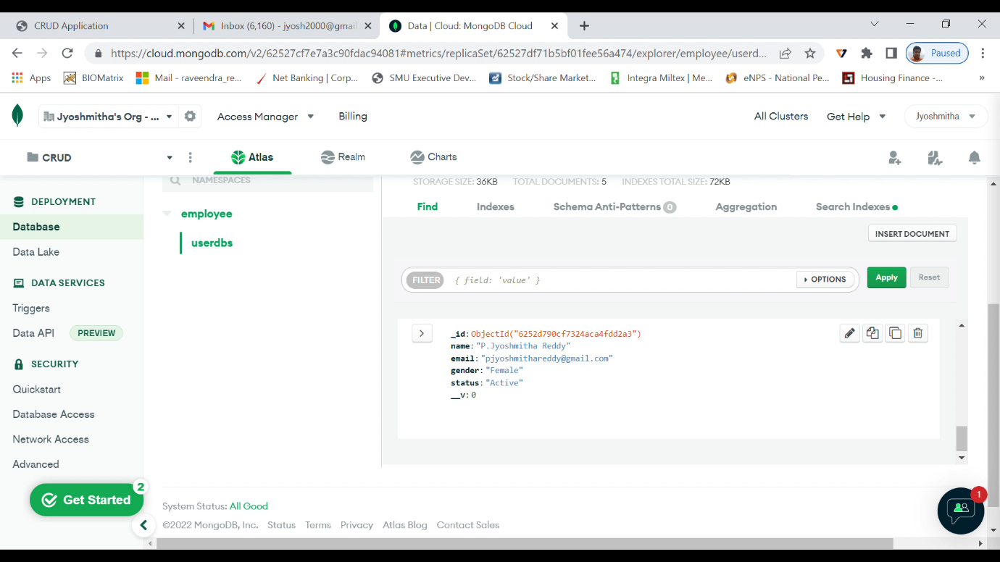 CRUD Application
Inbox (6,160) - jyosh2000@gmail
Data | Cloud: MongoDB Cloud
https://cloud.mongodb.com/v2/62527cf7e7a3c90fdac94081#metrics/replicaSet/62527df71b5bf01fee56a474/explorer/employee/userd...
Paused
Apps
BIOMatrix
Mail - raveendra_re...
Net Banking | Corp...
SMU Executive Dev...
Stock/Share Market...
Integra Miltex | Me...
eNPS - National Pe...
Housing Finance -...
»
Jyoshmitha's Org - ...
Access Manager
Billing
All Clusters
Get Help
Jyoshmitha
CRUD
Atlas
Realm
Charts
DEPLOYMENT
Database
Data Lake
DATA SERVICES
Triggers
Data API PREVIEW
SECURITY
Quickstart
Database Access
Network Access
Advanced
Get Started
2
NAMESPACES
employee
userdbs
STORAGE SIZE: 36KB TOTAL DOCUMENTS: 5 INDEXES TOTAL SIZE: 72KB
Find
Indexes
Schema Anti-Patterns 0
Aggregation
Search Indexes
INSERT DOCUMENT
FILTER { field: 'value' }
OPTIONS
Apply
Reset
_id: ObjectId("6252d790cf7324aca4fdd2a3")
name: "P.Jyoshmitha Reddy"
email: "pjyoshmithareddy@gmail.com"
gender: "Female"
status: "Active"
__v: 0
System Status: All Good
©2022 MongoDB, Inc. Status Terms Privacy Atlas Blog Contact Sales
1